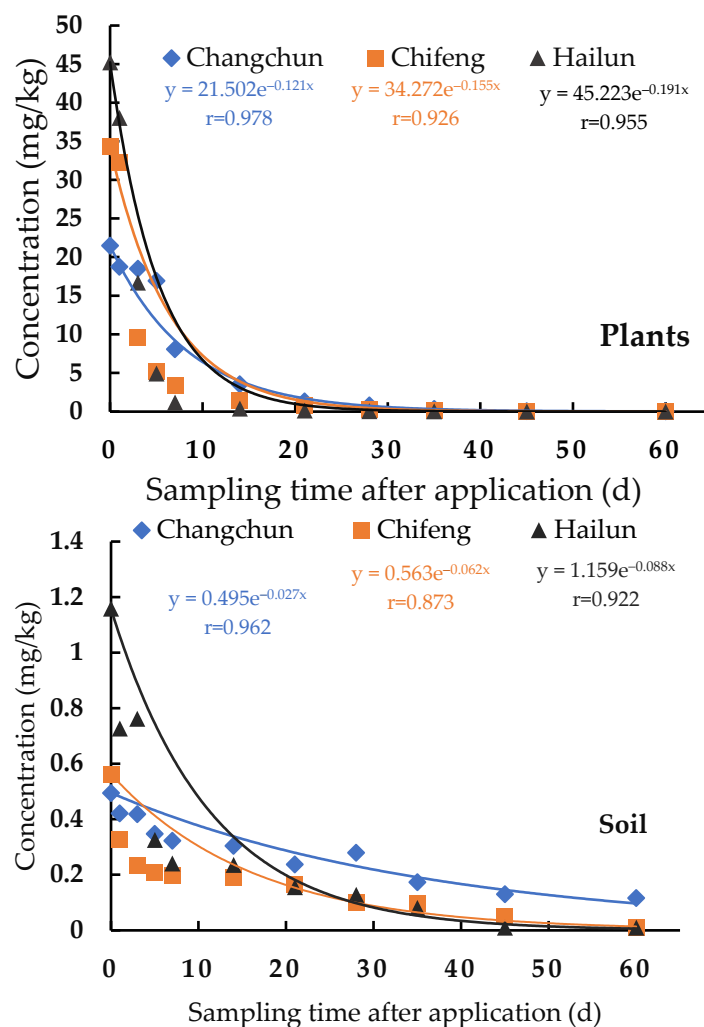 Concentration (mg/kg)
50
45
40
35
30
25
20
15
10
5
0
Changchun Chifeng Hailun
y = 21.502e⁻⁰·¹²¹ˣ y = 34.272e⁻⁰·¹⁵⁵ˣ y = 45.223e⁻⁰·¹⁹¹ˣ
r=0.978 r=0.926 r=0.955
Plants
0 10 20 30 40 50 60
Sampling time after application (d)
Concentration (mg/kg)
1.4
1.2
1
0.8
0.6
0.4
0.2
0
Changchun Chifeng Hailun
y = 0.495e⁻⁰·⁰²⁷ˣ y = 0.563e⁻⁰·⁰⁶²ˣ y = 1.159e⁻⁰·⁰⁸⁸ˣ
r=0.962 r=0.873 r=0.922
Soil
0 10 20 30 40 50 60
Sampling time after application (d)